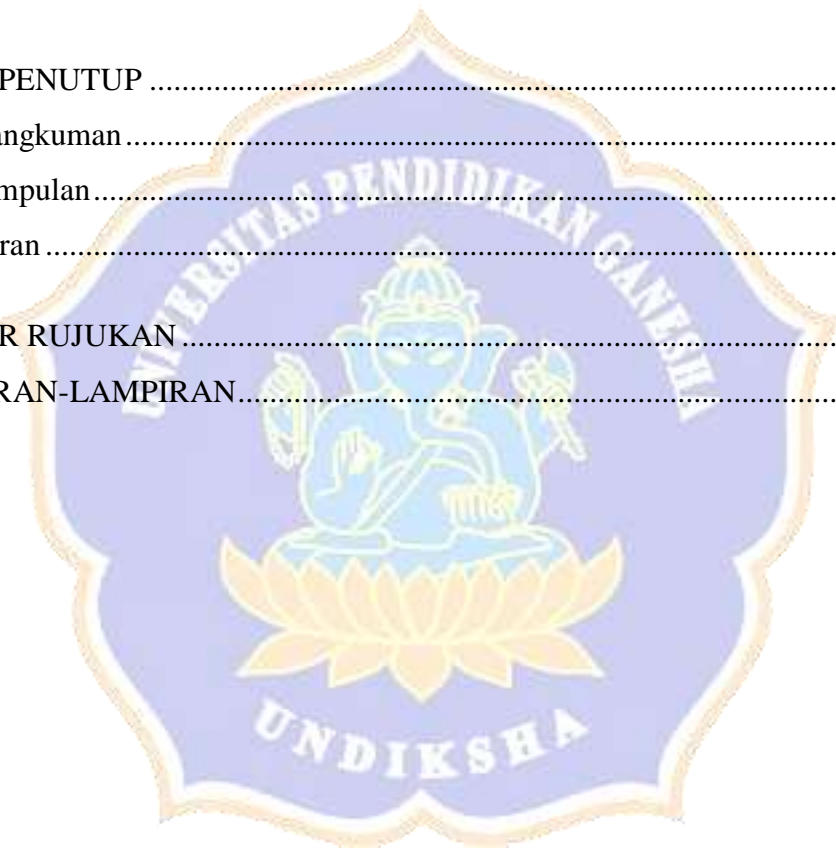 PENUTUP ....................................................................................
angkuman ....................................................................................
mpulan ....................................................................................
ran ....................................................................................
R RUJUKAN ....................................................................................
RAN-LAMPIRAN ....................................................................................
UNIVERSITAS PENDIDIKAN GANESHA
UNDIKSHA